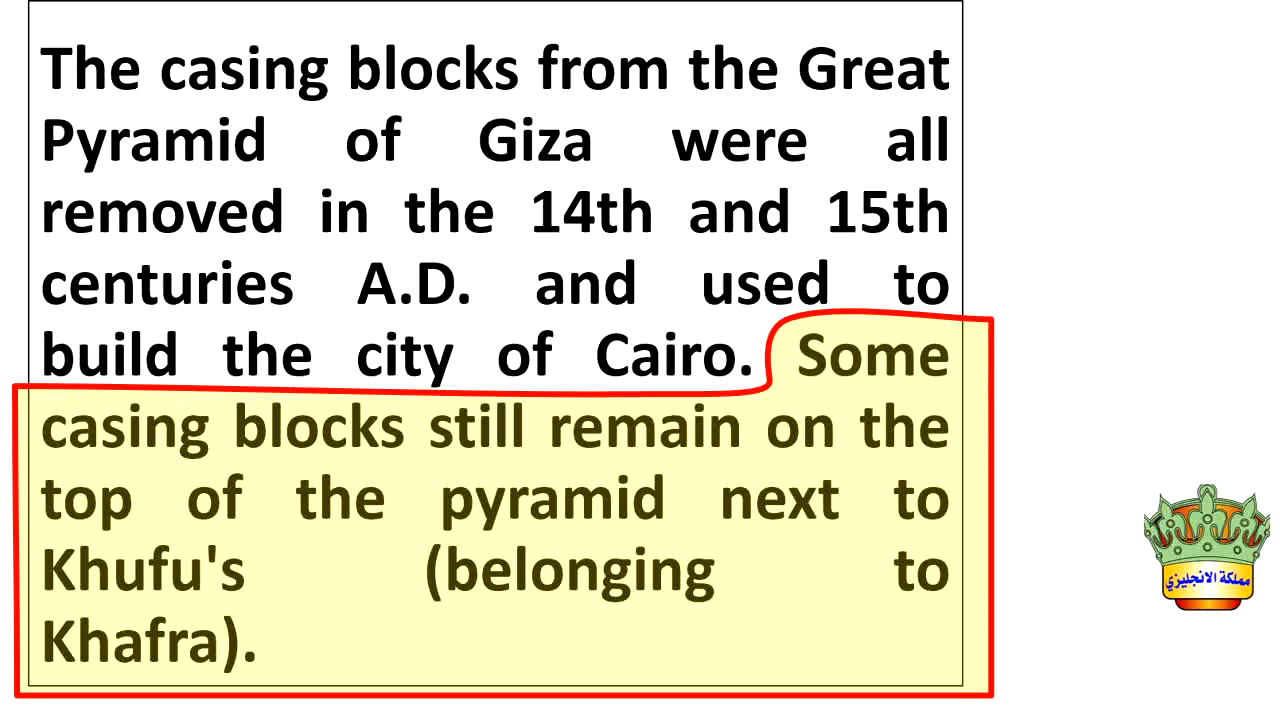 The casing blocks from the Great
Pyramid of Giza were all
removed in the 14th and 15th
centuries A.D. and used to
build the city of Cairo. Some
casing blocks still remain on the
top of the pyramid next to
Khufu's (belonging to
Khafra).
مملكة الانجليزي